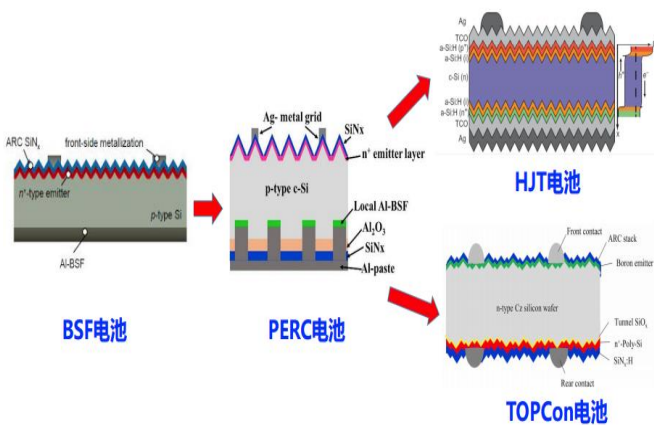 ARC SiNx
front-side metallization
n+-type emitter
p-type Si
Al-BSF
BSF电池
Ag- metal grid
SiNx
n+ emitter layer
p-type c-Si
Local Al-BSF
Al2O3
SiNx
Al-paste
PERC电池
Ag
TCO
a-Si:H (p+)
a-Si:H (i)
c-Si (n)
a-Si:H (i)
a-Si:H (n+
TCO
Ag
h+
e-
x
HJT电池
Front contact
ARC stack
Boron emitter
n-type Cz silicon wafer
Tunnel SiOx
n+-Poly-Si
SiNx:H
Rear contact
TOPCon电池